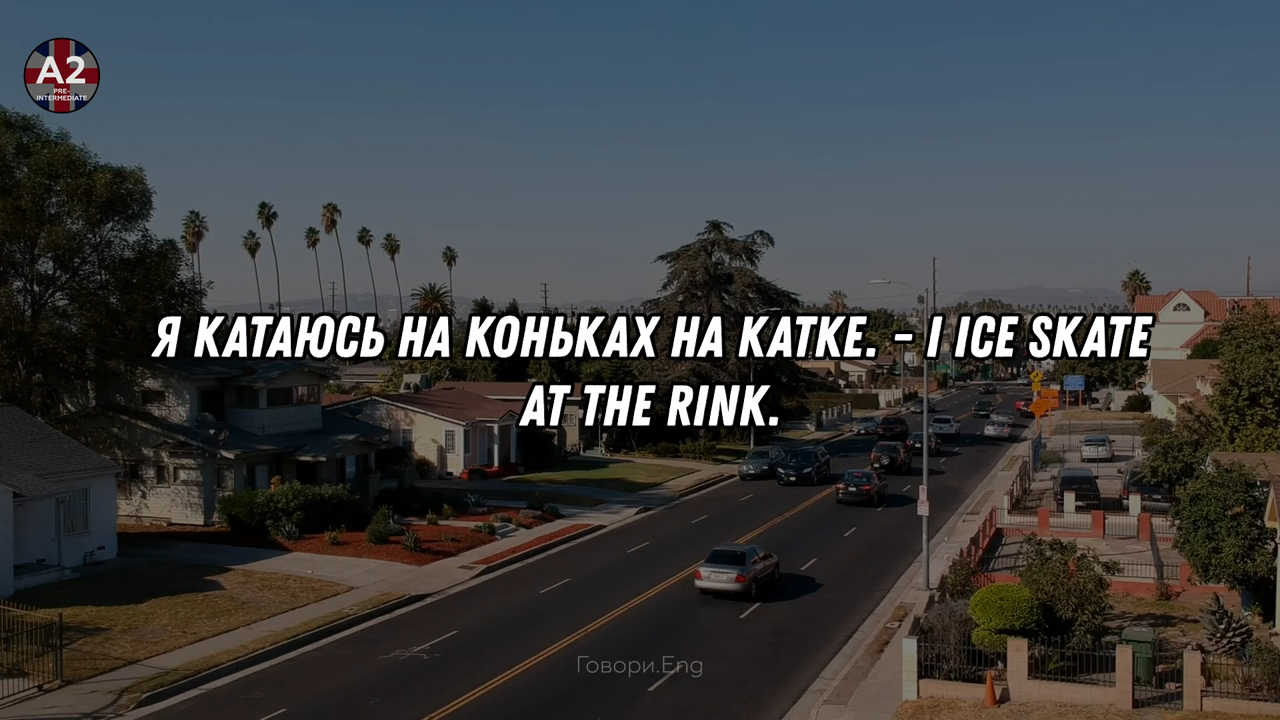 A2
PRE-
INTERMEDIATE
Я КАТАЮСЬ НА КОНЬКАХ НА КАТКЕ. - I ICE SKATE
AT THE RINK.
Говори.Eng